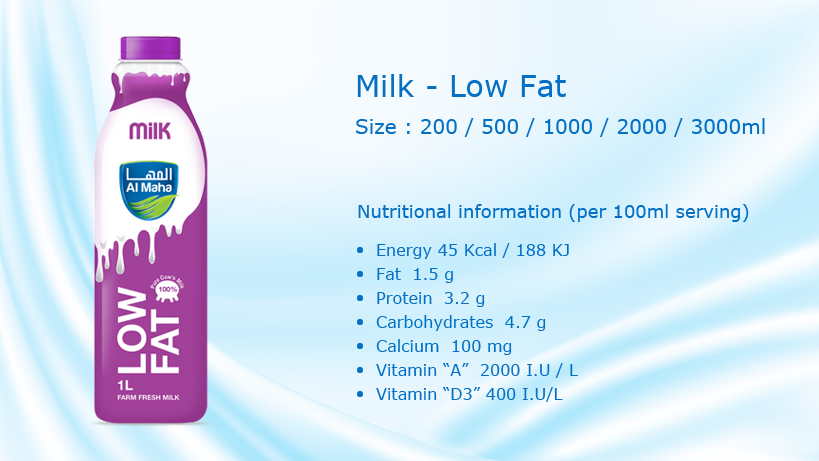 milk
المها
Al Maha
Pure Cow's Milk
100%
LOW
FAT
1L
FARM FRESH MILK
Milk - Low Fat
Size : 200 / 500 / 1000 / 2000 / 3000ml
Nutritional information (per 100ml serving)
• Energy 45 Kcal / 188 KJ
• Fat 1.5 g
• Protein 3.2 g
• Carbohydrates 4.7 g
• Calcium 100 mg
• Vitamin “A” 2000 I.U / L
• Vitamin “D3” 400 I.U/L